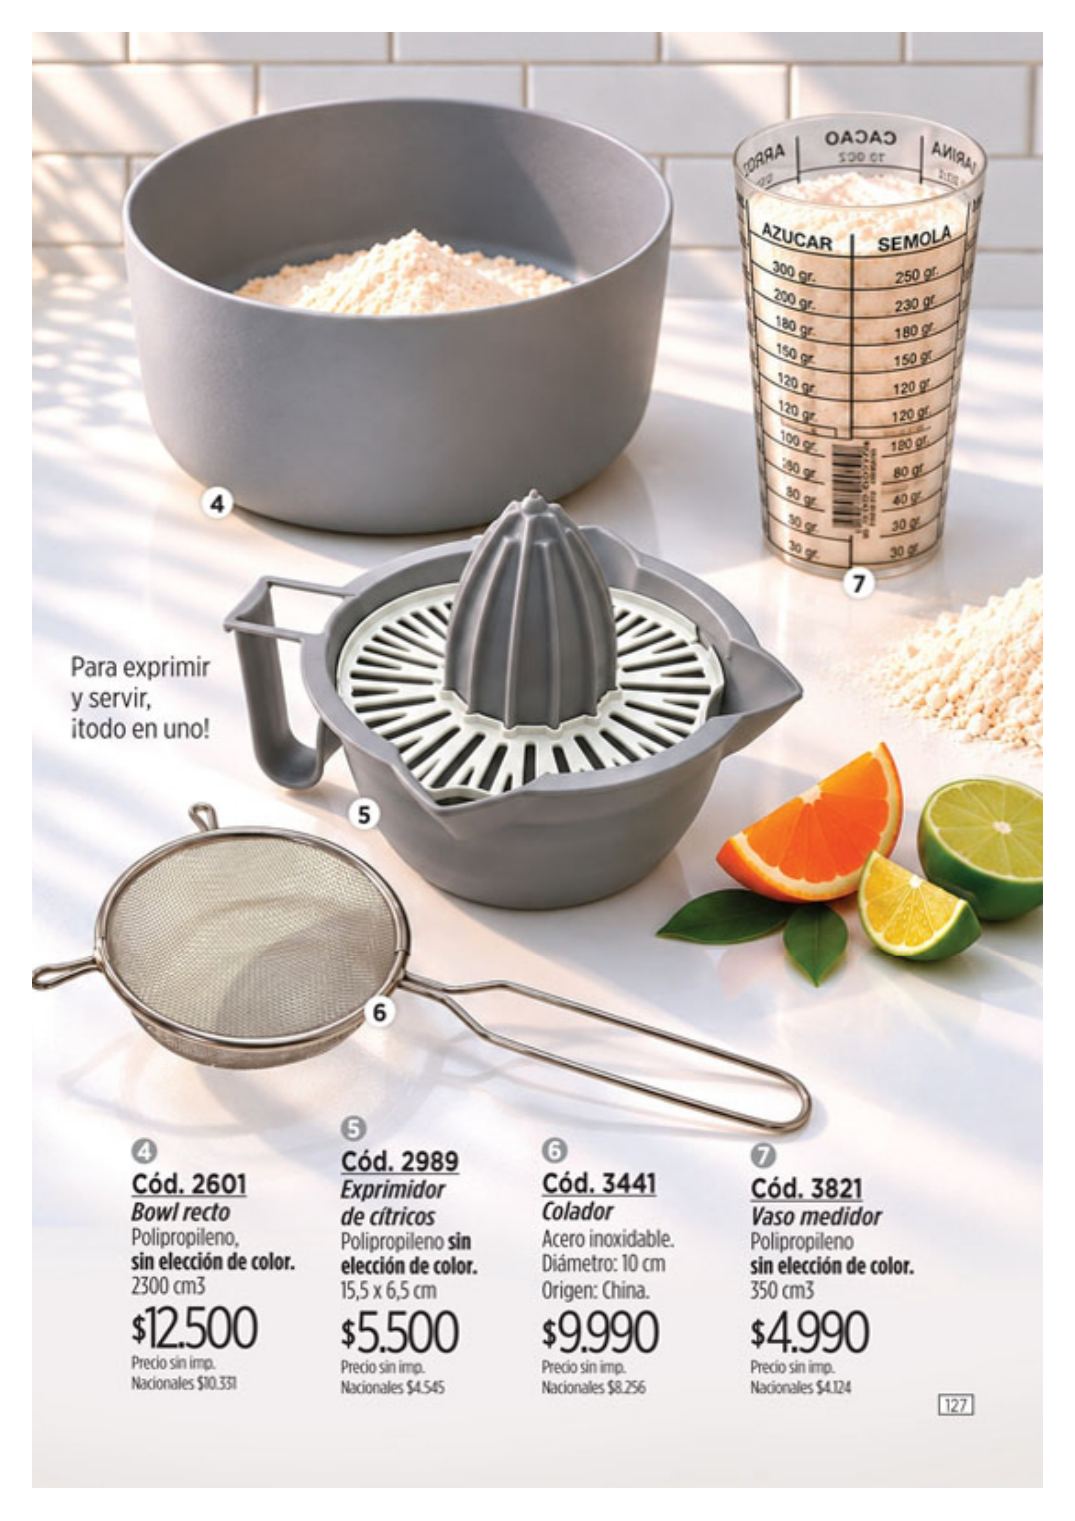 ARROZ
CACAO
HARINA
AZUCAR
SEMOLA
300 gr.
250 gr.
200 gr.
230 gr.
180 gr.
180 gr.
150 gr.
150 gr.
120 gr.
120 gr.
120 gr.
120 gr.
100 gr.
80 gr.
80 gr.
40 gr.
30 gr.
30 gr.
4
7
Para exprimir
y servir,
¡todo en uno!
5
6
4
Cód. 2601
Bowl recto
Polipropileno,
sin elección de color.
2300 cm3
$12.500
Precio sin imp.
Nacionales $10.331
5
Cód. 2989
Exprimidor
de cítricos
Polipropileno sin
elección de color.
15,5 x 6,5 cm
$5.500
Precio sin imp.
Nacionales $4.545
6
Cód. 3441
Colador
Acero inoxidable.
Diámetro: 10 cm
Origen: China.
$9.990
Precio sin imp.
Nacionales $8.256
7
Cód. 3821
Vaso medidor
Polipropileno
sin elección de color.
350 cm3
$4.990
Precio sin imp.
Nacionales $4.124
127